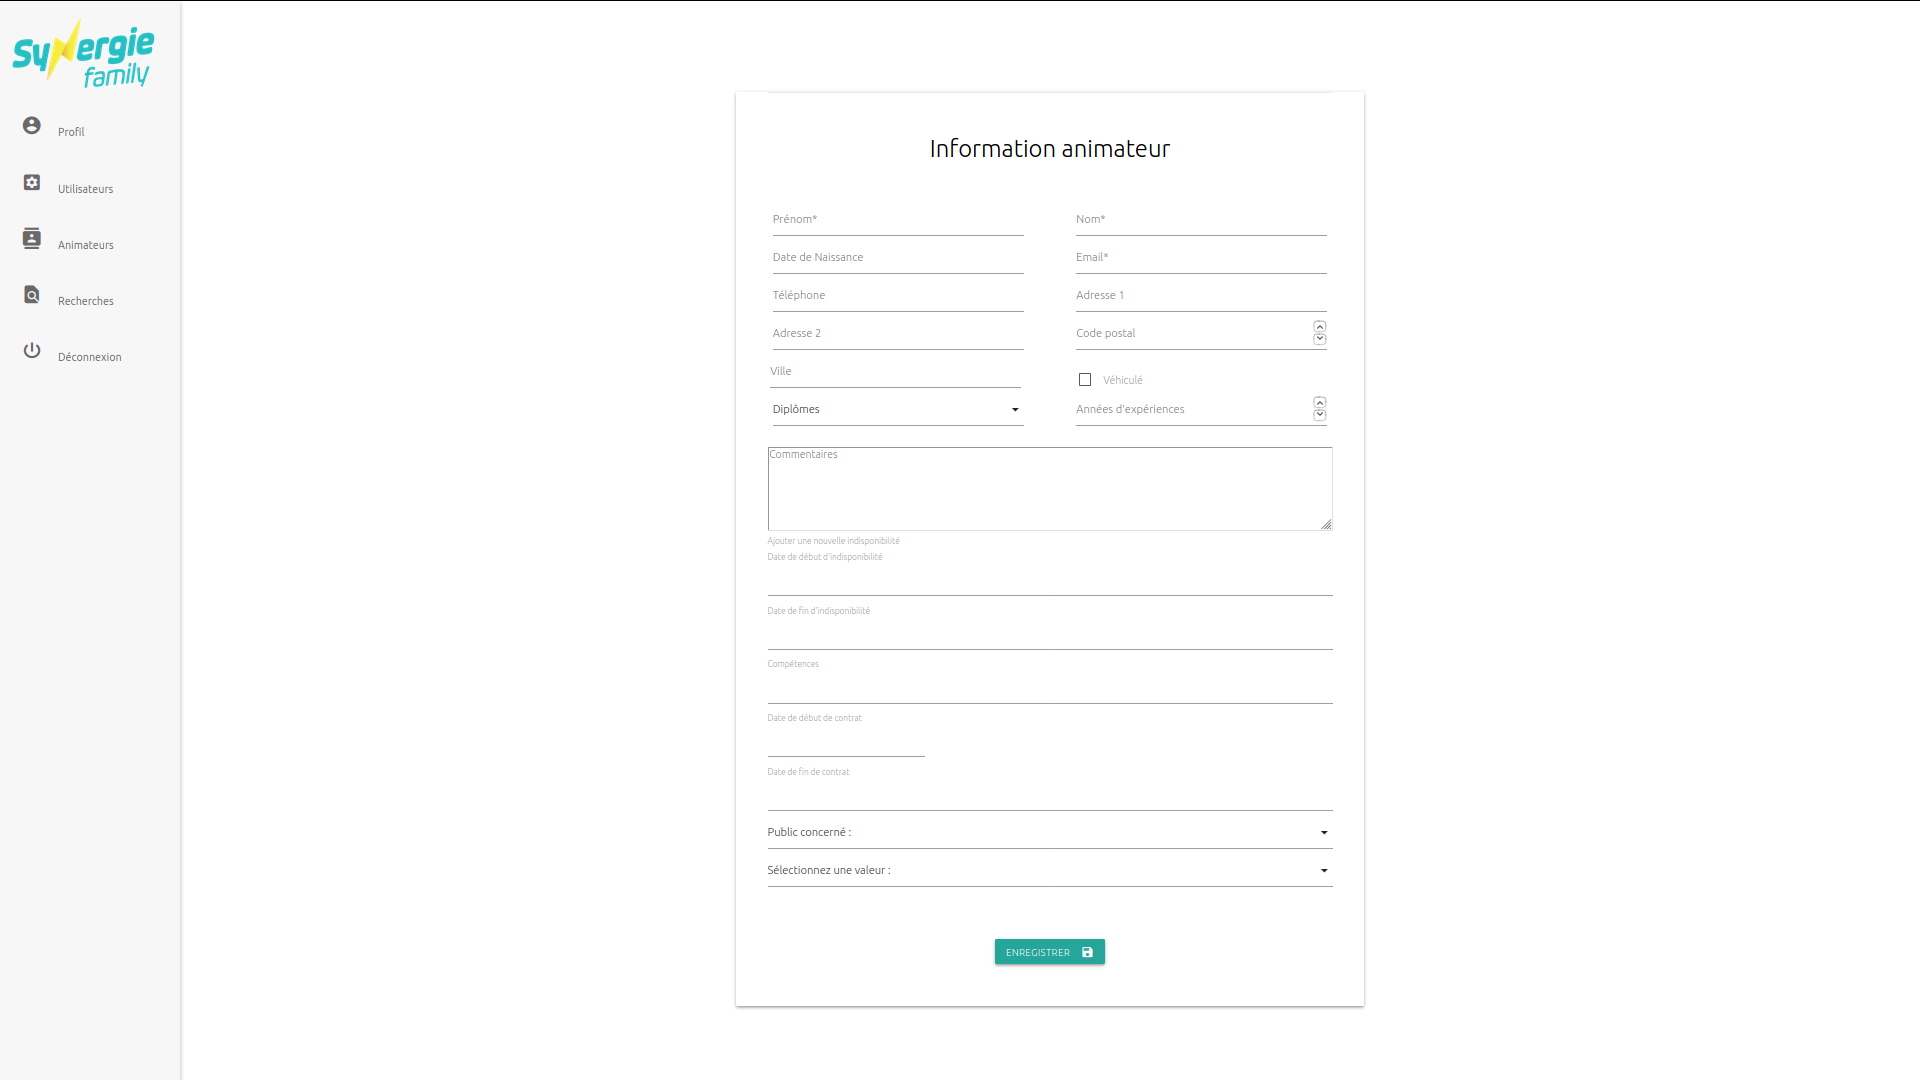 Synergie
family
Profil
Utilisateurs
Animateurs
Recherches
Déconnexion
Information animateur
Prénom*
Nom*
Date de Naissance
Email*
Téléphone
Adresse 1
Adresse 2
Code postal
Ville
Véhiculé
Diplômes
Années d'expériences
Commentaires
Ajouter une nouvelle indisponibilité
Date de début d'indisponibilité
Date de fin d'indisponibilité
Compétences
Date de début de contrat
Date de fin de contrat
Public concerné :
Sélectionnez une valeur :
ENREGISTRER